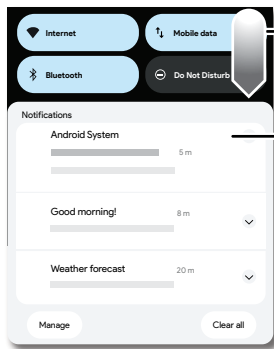 Internet
Mobile data
Bluetooth
Do Not Disturb
Notifications
Android System
5 m
Good morning!
8 m
Weather forecast
20 m
Manage
Clear all